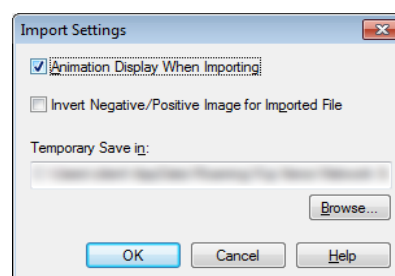 Import Settings
Animation Display When Importing
Invert Negative/Positive Image for Imported File
Temporary Save in:
Browse...
OK
Cancel
Help